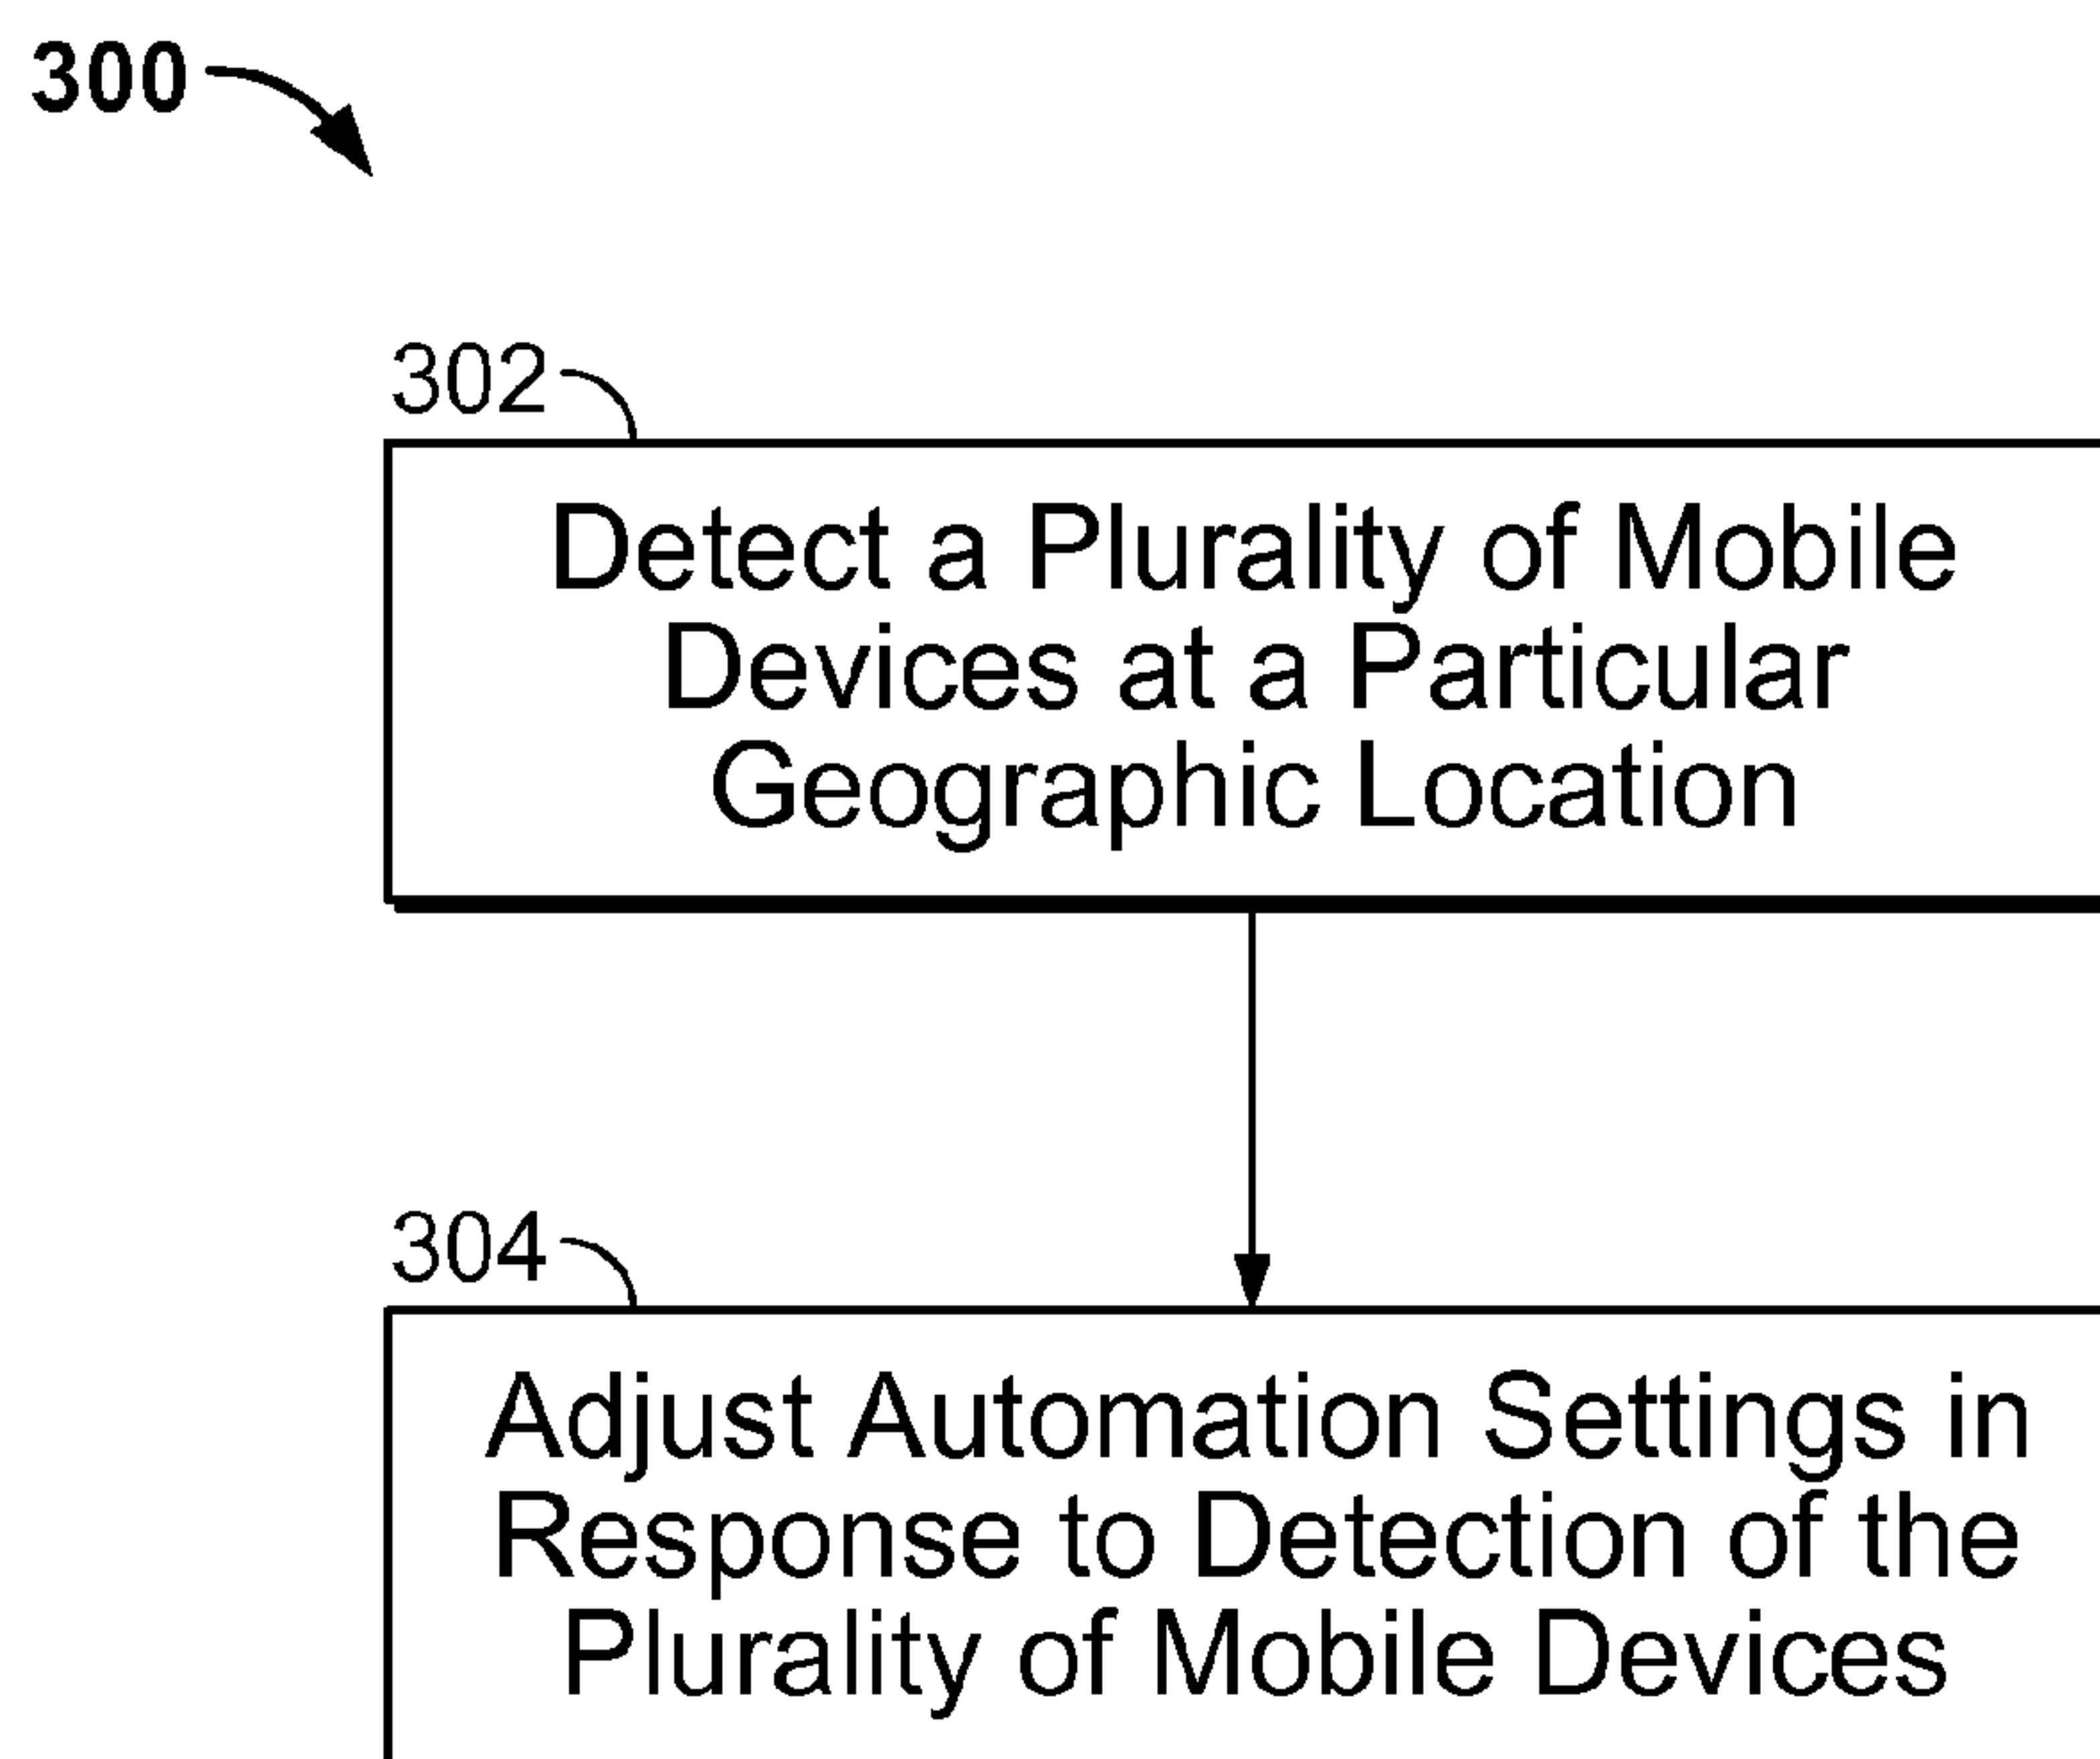 300
302
Detect a Plurality of Mobile
Devices at a Particular
Geographic Location
304
Adjust Automation Settings in
Response to Detection of the
Plurality of Mobile Devices